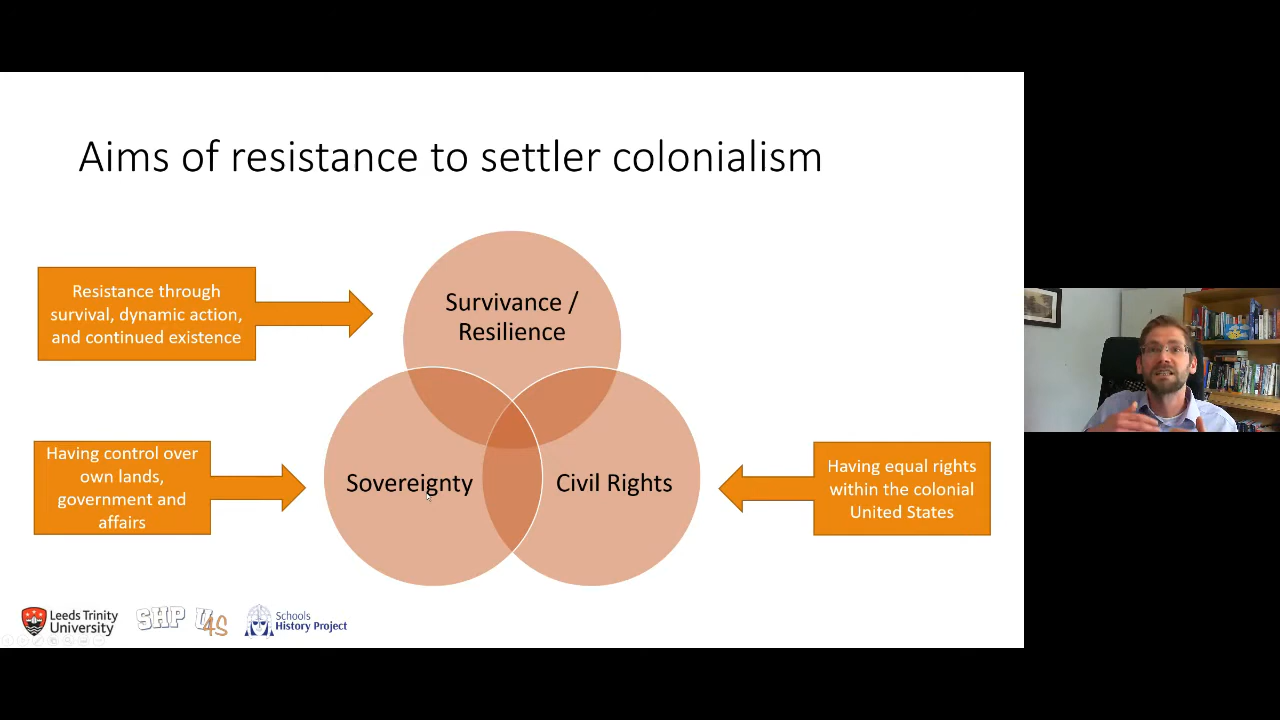 Aims of resistance to settler colonialism
Resistance through
survival, dynamic action,
and continued existence
Survivance /
Resilience
Having control over
own lands,
government and
affairs
Sovereignty
Civil Rights
Having equal rights
within the colonial
United States
Leeds Trinity
University
SHP U
4S
Schools
History Project